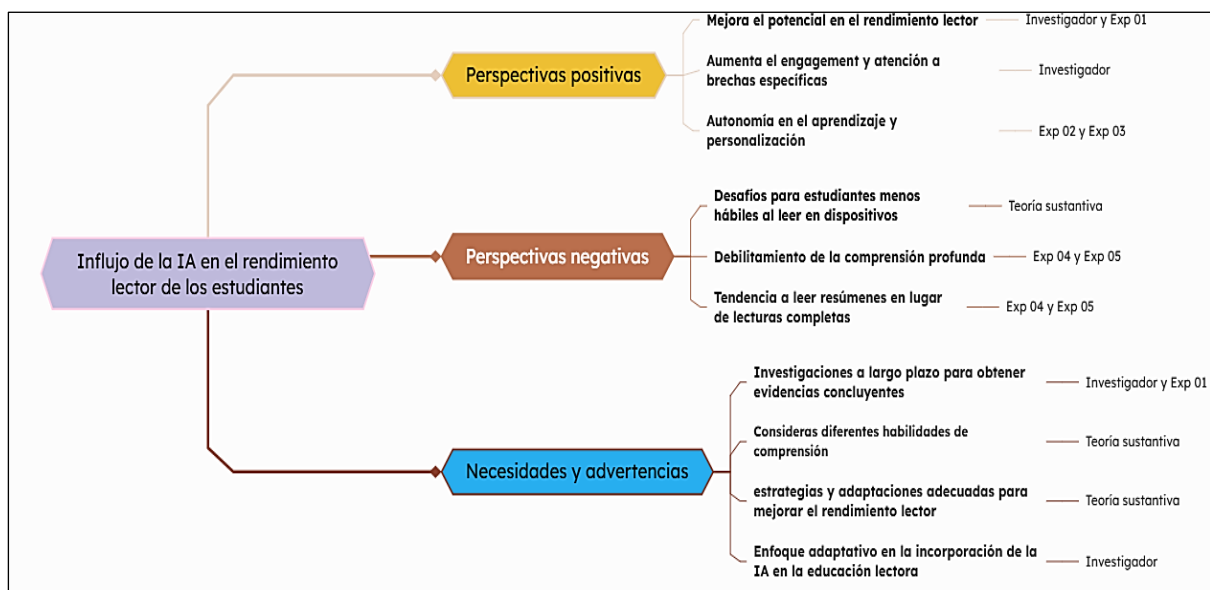 Influjo de la IA en el rendimiento
lector de los estudiantes
Perspectivas positivas
Mejora el potencial en el rendimiento lector
Investigador y Exp 01
Aumenta el engagement y atención a
brechas específicas
Investigador
Autonomía en el aprendizaje y
personalización
Exp 02 y Exp 03
Perspectivas negativas
Desafíos para estudiantes menos
hábiles al leer en dispositivos
Teoría sustantiva
Debilitamiento de la comprensión profunda
Exp 04 y Exp 05
Tendencia a leer resúmenes en lugar
de lecturas completas
Exp 04 y Exp 05
Necesidades y advertencias
Investigaciones a largo plazo para obtener
evidencias concluyentes
Investigador y Exp 01
Consideras diferentes habilidades de
comprensión
Teoría sustantiva
estrategias y adaptaciones adecuadas para
mejorar el rendimiento lector
Teoría sustantiva
Enfoque adaptativo en la incorporación de la
IA en la educación lectora
Investigador